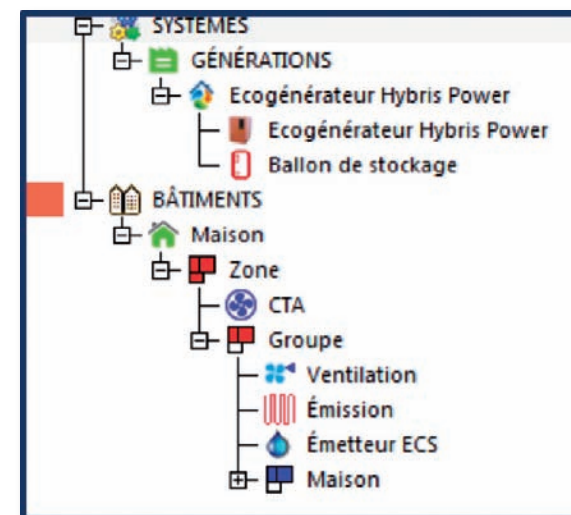 SYSTÈMES
GÉNÉRATIONS
Ecogénérateur Hybris Power
Ecogénérateur Hybris Power
Ballon de stockage
BÂTIMENTS
Maison
Zone
CTA
Groupe
Ventilation
Émission
Émetteur ECS
Maison